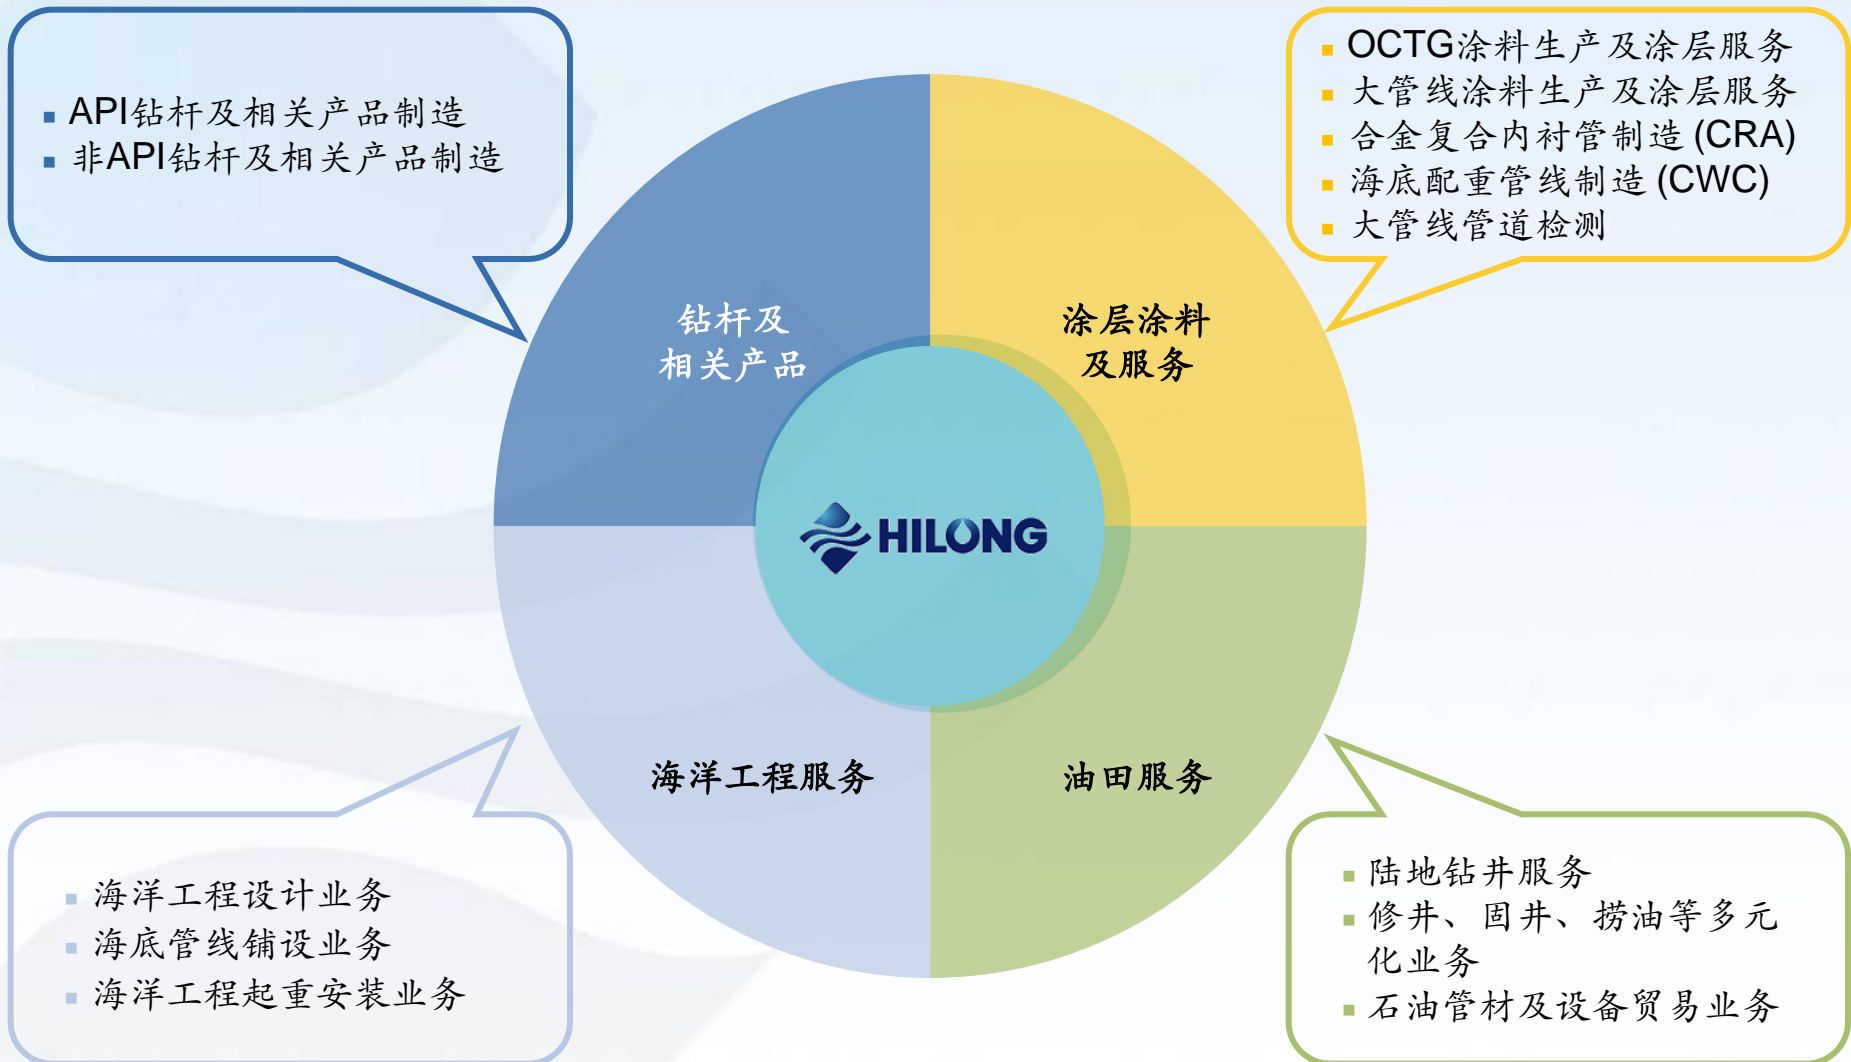 API钻杆及相关产品制造
非API钻杆及相关产品制造
OCTG涂料生产及涂层服务
大管线涂料生产及涂层服务
合金复合内衬管制造 (CRA)
海底配重管线制造 (CWC)
大管线管道检测
钻杆及
相关产品
涂层涂料
及服务
HILONG
海洋工程服务
油田服务
海洋工程设计业务
海底管线铺设业务
海洋工程起重安装业务
陆地钻井服务
修井、固井、捞油等多元
化业务
石油管材及设备贸易业务